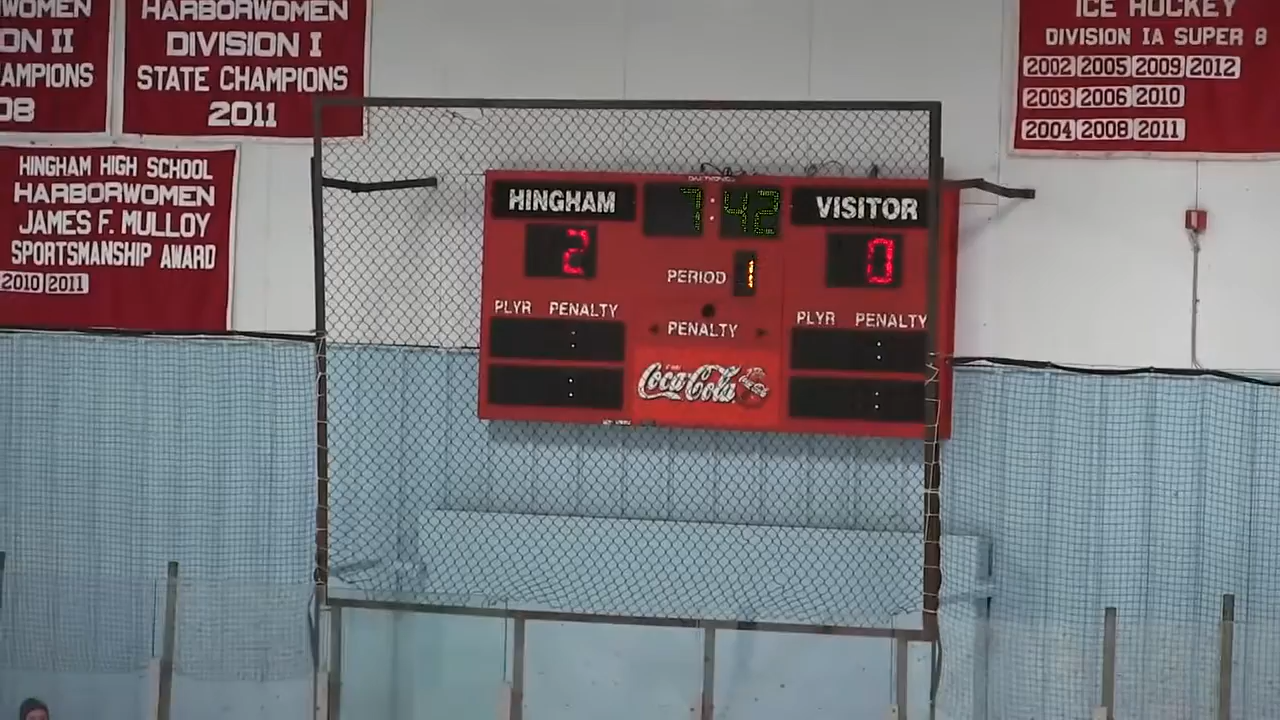 WOMEN
ON II
AMPIONS
08
HARBORWOMEN
DIVISION I
STATE CHAMPIONS
2011
HINGHAM HIGH SCHOOL
HARBORWOMEN
JAMES F. MULLOY
SPORTSMANSHIP AWARD
2010 2011
ICE HOCKEY
DIVISION IA SUPER 8
2002 2005 2009 2012
2003 2006 2010
2004 2008 2011
HINGHAM 7:42 VISITOR
2 0
PERIOD 1
PLYR PENALTY PLYR PENALTY
PENALTY
Coca-Cola